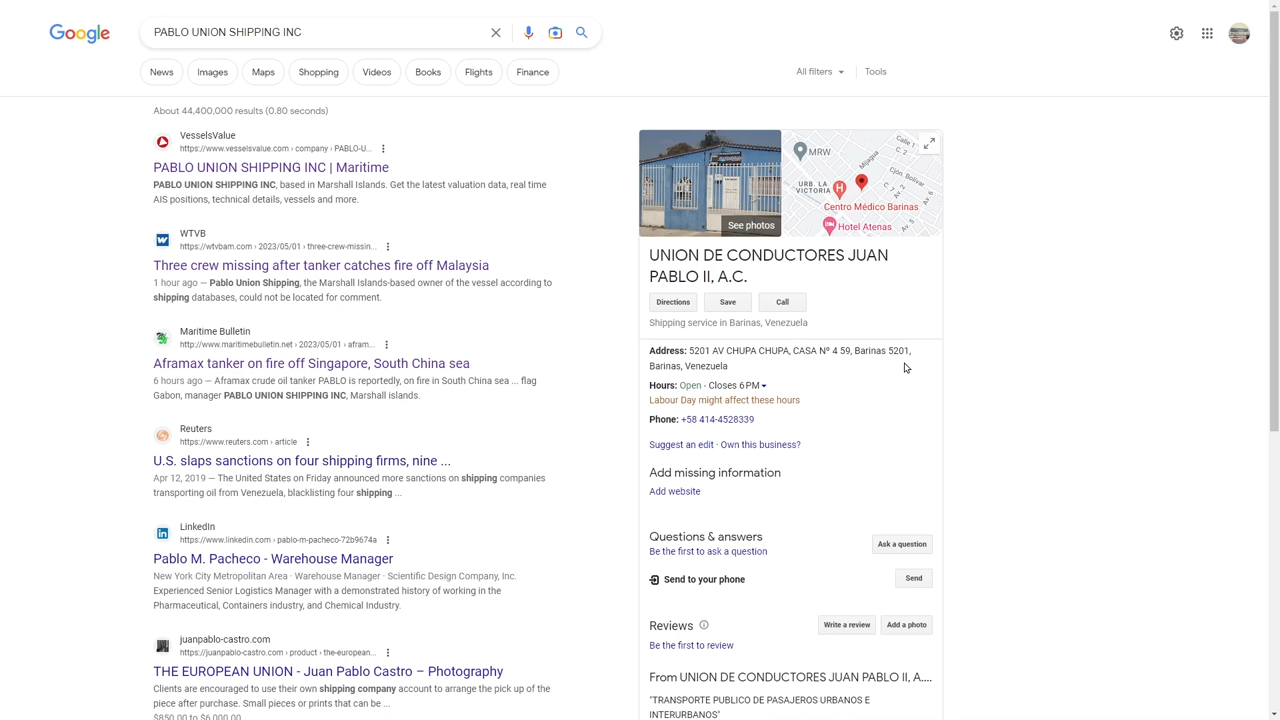 Google
PABLO UNION SHIPPING INC
News
Images
Maps
Shopping
Videos
Books
Flights
Finance
All filters
Tools
About 44,400,000 results (0.80 seconds)
VesselsValue
https://www.vesselsvalue.com › company › PABLO-U...
PABLO UNION SHIPPING INC | Maritime
PABLO UNION SHIPPING INC, based in Marshall Islands. Get the latest valuation data, real time
AIS positions, technical details, vessels and more.
WTVB
https://wtvbam.com › 2023/05/01 › three-crew-missin...
Three crew missing after tanker catches fire off Malaysia
1 hour ago — Pablo Union Shipping, the Marshall Islands-based owner of the vessel according to
shipping databases, could not be located for comment.
Maritime Bulletin
http://www.maritimebulletin.net › 2023/05/01 › afram...
Aframax tanker on fire off Singapore, South China sea
6 hours ago — Aframax crude oil tanker PABLO is reportedly, on fire in South China sea ... flag
Gabon, manager PABLO UNION SHIPPING INC, Marshall islands.
Reuters
https://www.reuters.com › article
U.S. slaps sanctions on four shipping firms, nine ...
Apr 12, 2019 — The United States on Friday announced more sanctions on shipping companies
transporting oil from Venezuela, blacklisting four shipping ...
LinkedIn
https://www.linkedin.com › pablo-m-pacheco-72b9674a
Pablo M. Pacheco - Warehouse Manager
New York City Metropolitan Area · Warehouse Manager · Scientific Design Company, Inc.
Experienced Senior Logistics Manager with a demonstrated history of working in the
Pharmaceutical, Containers industry, and Chemical Industry.
juanpablo-castro.com
https://juanpablo-castro.com › product › the-european...
THE EUROPEAN UNION - Juan Pablo Castro – Photography
Clients are encouraged to use their own shipping company account to arrange the pick up of the
piece after purchase. Small pieces or prints that can be ...
$850.00 to $6,000.00
See photos
MRW
Calle 1
C. 2
Mijagua
Cjón. Bolívar
Av. 6
C. 7
Av. 5
URB. LA
VICTORIA
Centro Médico Barinas
Hotel Atenas
UNION DE CONDUCTORES JUAN
PABLO II, A.C.
Directions
Save
Call
Shipping service in Barinas, Venezuela
Address: 5201 AV CHUPA CHUPA, CASA Nº 4 59, Barinas 5201,
Barinas, Venezuela
Hours: Open ⋅ Closes 6 PM
Labour Day might affect these hours
Phone: +58 414-4528339
Suggest an edit · Own this business?
Add missing information
Add website
Questions & answers
Be the first to ask a question
Ask a question
Send to your phone
Send
Reviews
Write a review
Add a photo
Be the first to review
From UNION DE CONDUCTORES JUAN PABLO II, A....
"TRANSPORTE PUBLICO DE PASAJEROS URBANOS E
INTERURBANOS"